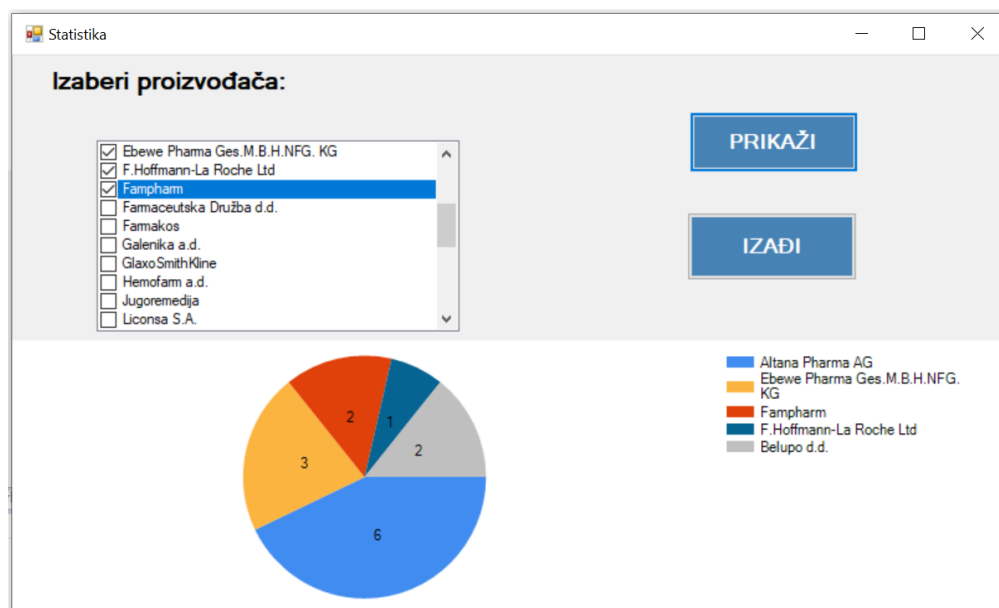 Statistika
Izaberi proizvođača:
Ebewe Pharma Ges.M.B.H.NFG. KG
F.Hoffmann-La Roche Ltd
Fampharm
Farmaceutska Družba d.d.
Farmakos
Galenika a.d.
GlaxoSmithKline
Hemofarm a.d.
Jugoremedija
Liconsa S.A.
PRIKAŽI
IZAĐI
2
1
3
2
6
Altana Pharma AG
Ebewe Pharma Ges.M.B.H.NFG.
KG
Fampharm
F.Hoffmann-La Roche Ltd
Belupo d.d.